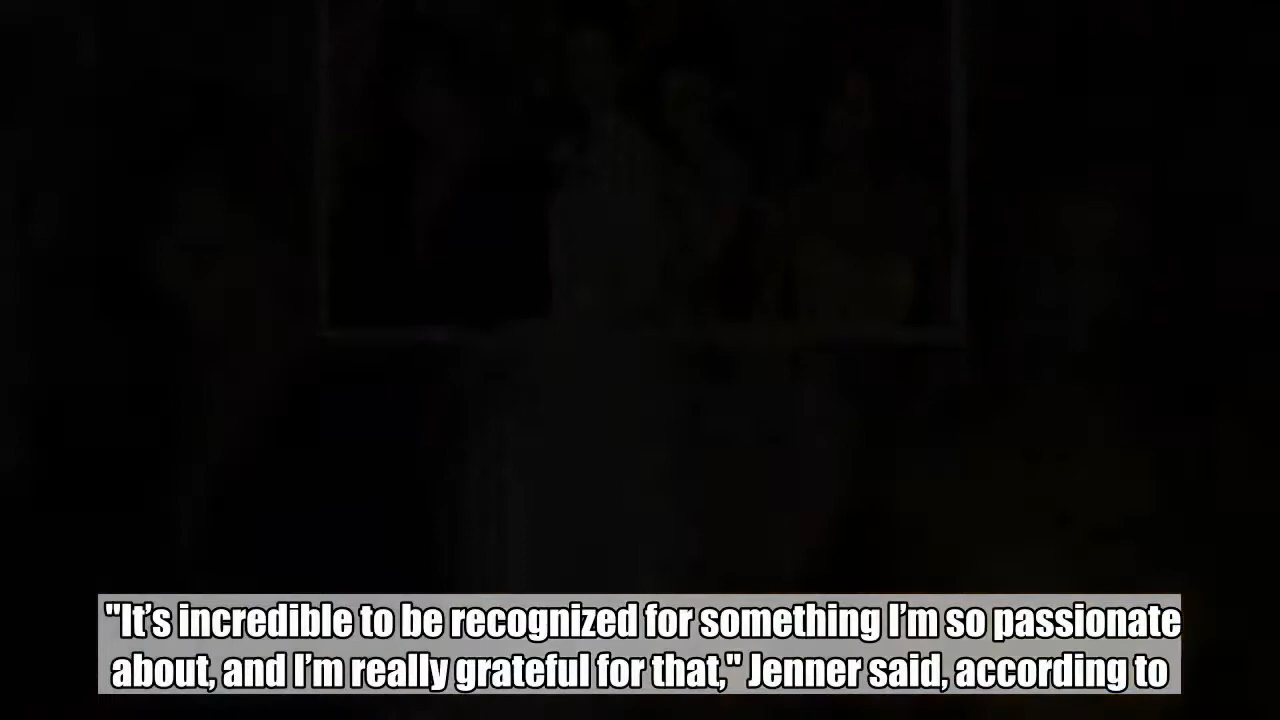 "It’s incredible to be recognized for something I’m so passionate
about, and I’m really grateful for that," Jenner said, according to